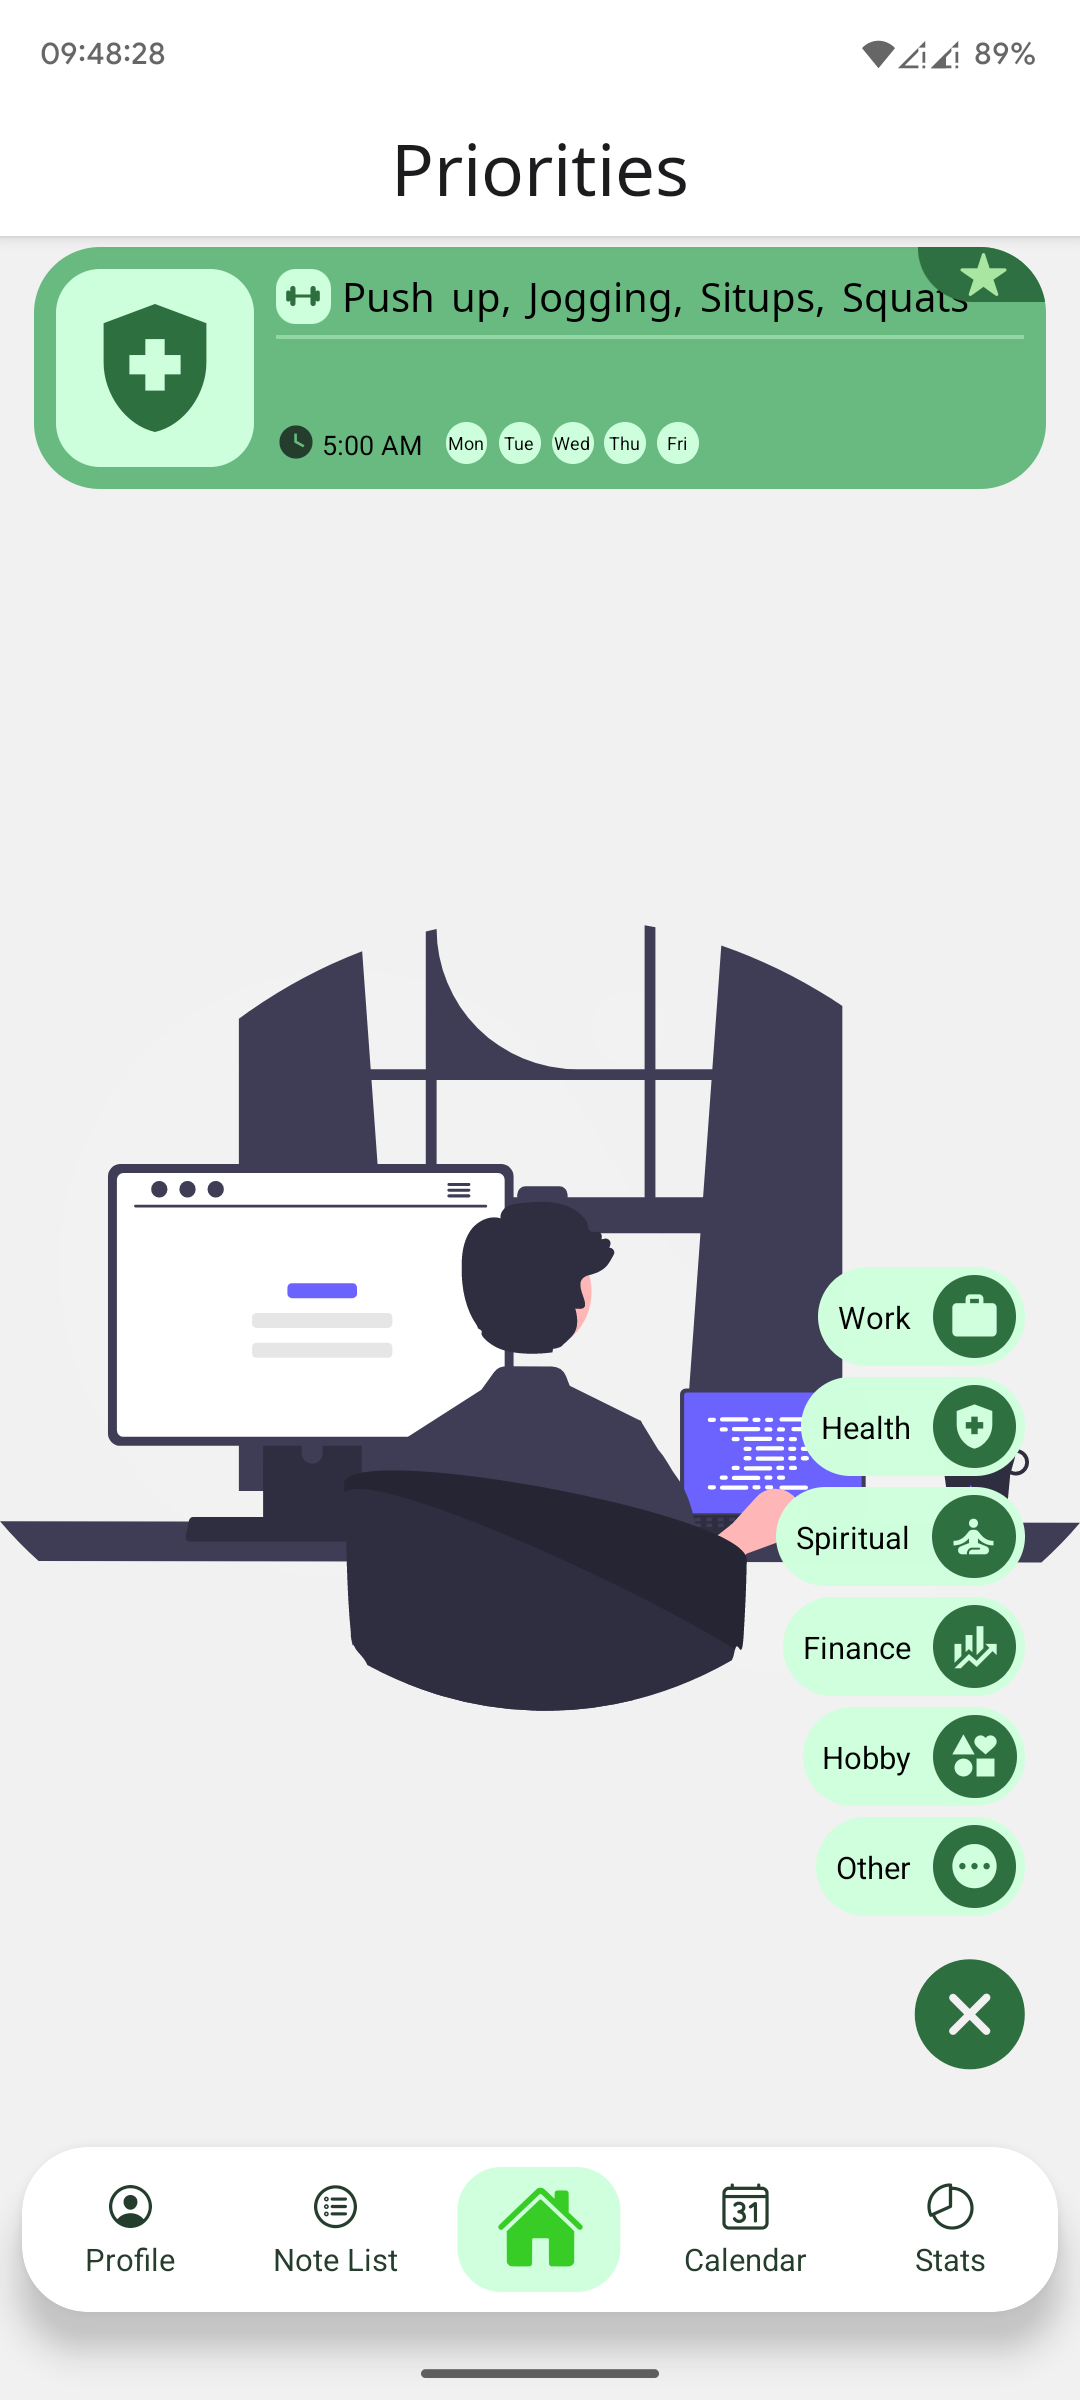 09:48:28 89%
Priorities
Push up, Jogging, Situps, Squats
5:00 AM Mon Tue Wed Thu Fri
Work
Health
Spiritual
Finance
Hobby
Other
31
Profile Note List Calendar Stats